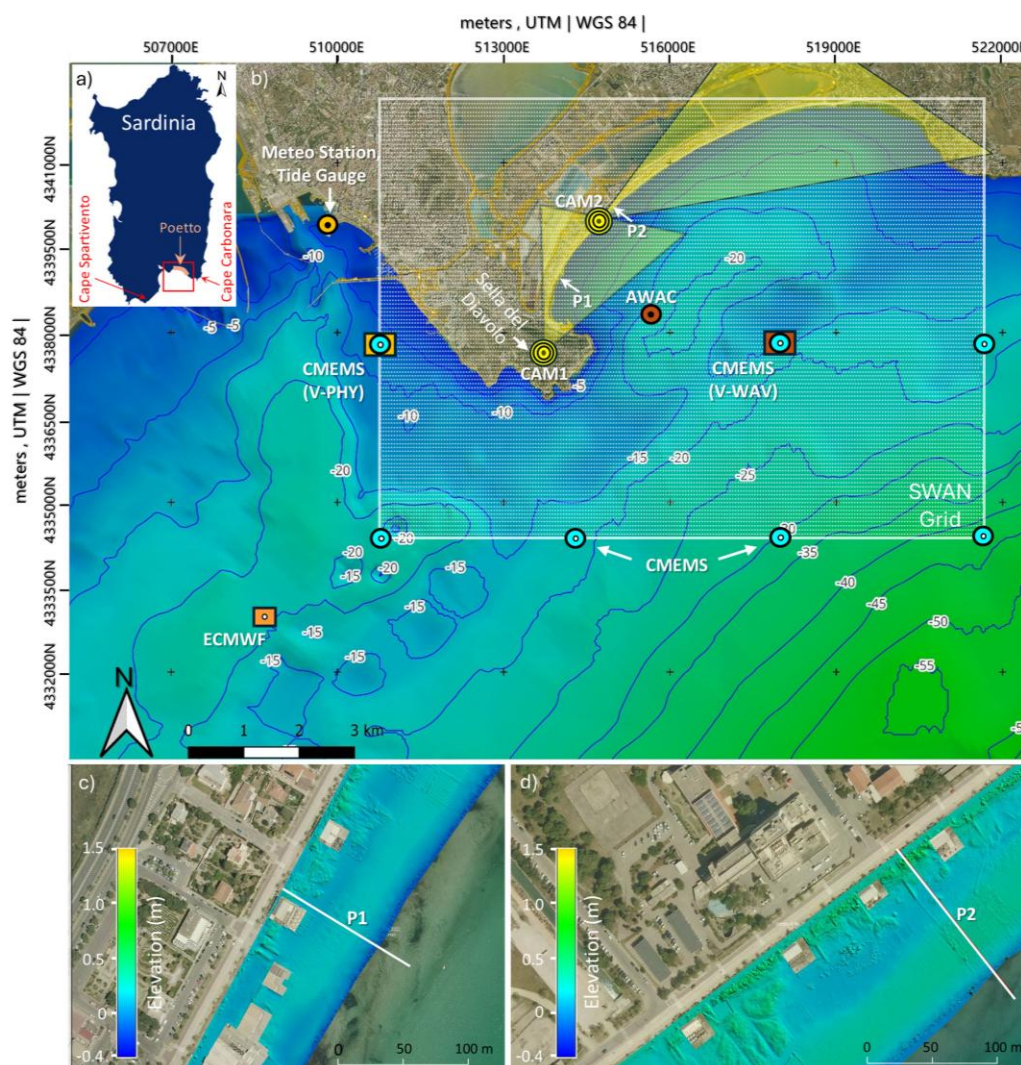 meters , UTM | WGS 84 |
507000E
510000E
513000E
516000E
519000E
522000E
a)
N
Sardinia
Poetto
Cape Spartivento
Cape Carbonara
b)
Meteo Station,
Tide Gauge
CAM2
P2
P1
AWAC
Sella del
Diavolo
CAM1
CMEMS
(V-PHY)
CMEMS
(V-WAV)
SWAN
Grid
CMEMS
ECMWF
meters , UTM | WGS 84 |
4341000N
4339500N
4338000N
4336500N
4335000N
4333500N
4332000N
-10
-5
-5
-20
-5
-10
-10
-15
-20
-20
-25
-20
-20
-15
-20
-15
-15
-15
-15
-15
-35
-40
-45
-50
-55
N
0
1
2
3 km
c)
1.5
1.0
0.5
0
-0.4
Elevation (m)
P1
0
50
100 m
d)
1.5
1.0
0.5
0
-0.4
Elevation (m)
P2
0
50
100 m